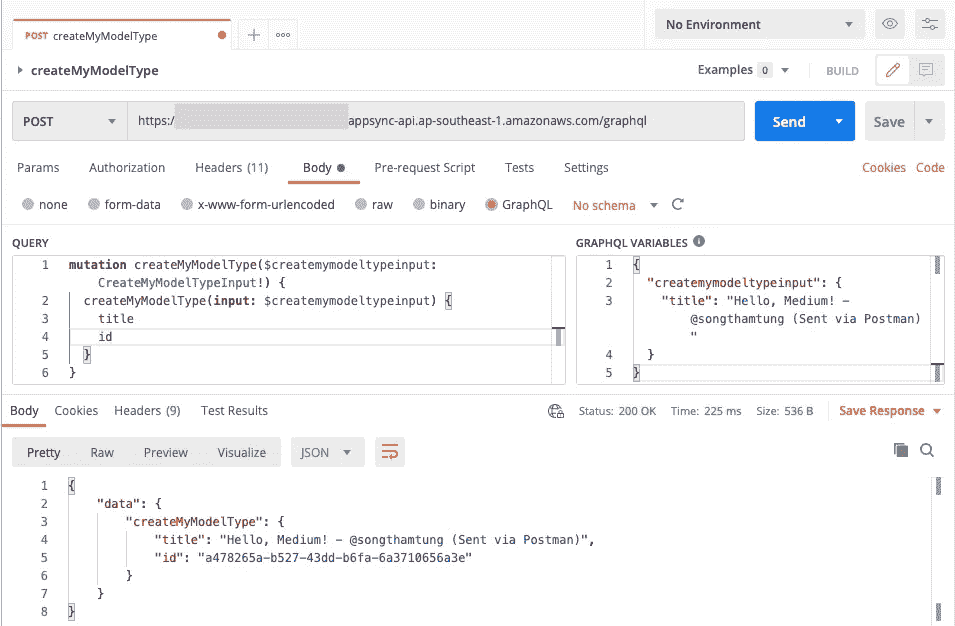 POST createMyModelType
No Environment
createMyModelType
Examples 0 BUILD
POST https:/ appsync-api.ap-southeast-1.amazonaws.com/graphql Send Save
Params Authorization Headers (11) Body Pre-request Script Tests Settings Cookies Code
none form-data x-www-form-urlencoded raw binary GraphQL No schema
QUERY
1 mutation createMyModelType($createmymodeltypeinput:
CreateMyModelTypeInput!) {
2 createMyModelType(input: $createmymodeltypeinput) {
3 title
4 id
5 }
6 }
GRAPHQL VARIABLES
1 {
2 "createmymodeltypeinput": {
3 "title": "Hello, Medium! –
@songthamtung (Sent via Postman)
"
4 }
5 }
Body Cookies Headers (9) Test Results Status: 200 OK Time: 225 ms Size: 536 B Save Response
Pretty Raw Preview Visualize JSON
1 {
2 "data": {
3 "createMyModelType": {
4 "title": "Hello, Medium! – @songthamtung (Sent via Postman)",
5 "id": "a478265a-b527-43dd-b6fa-6a3710656a3e"
6 }
7 }
8 }